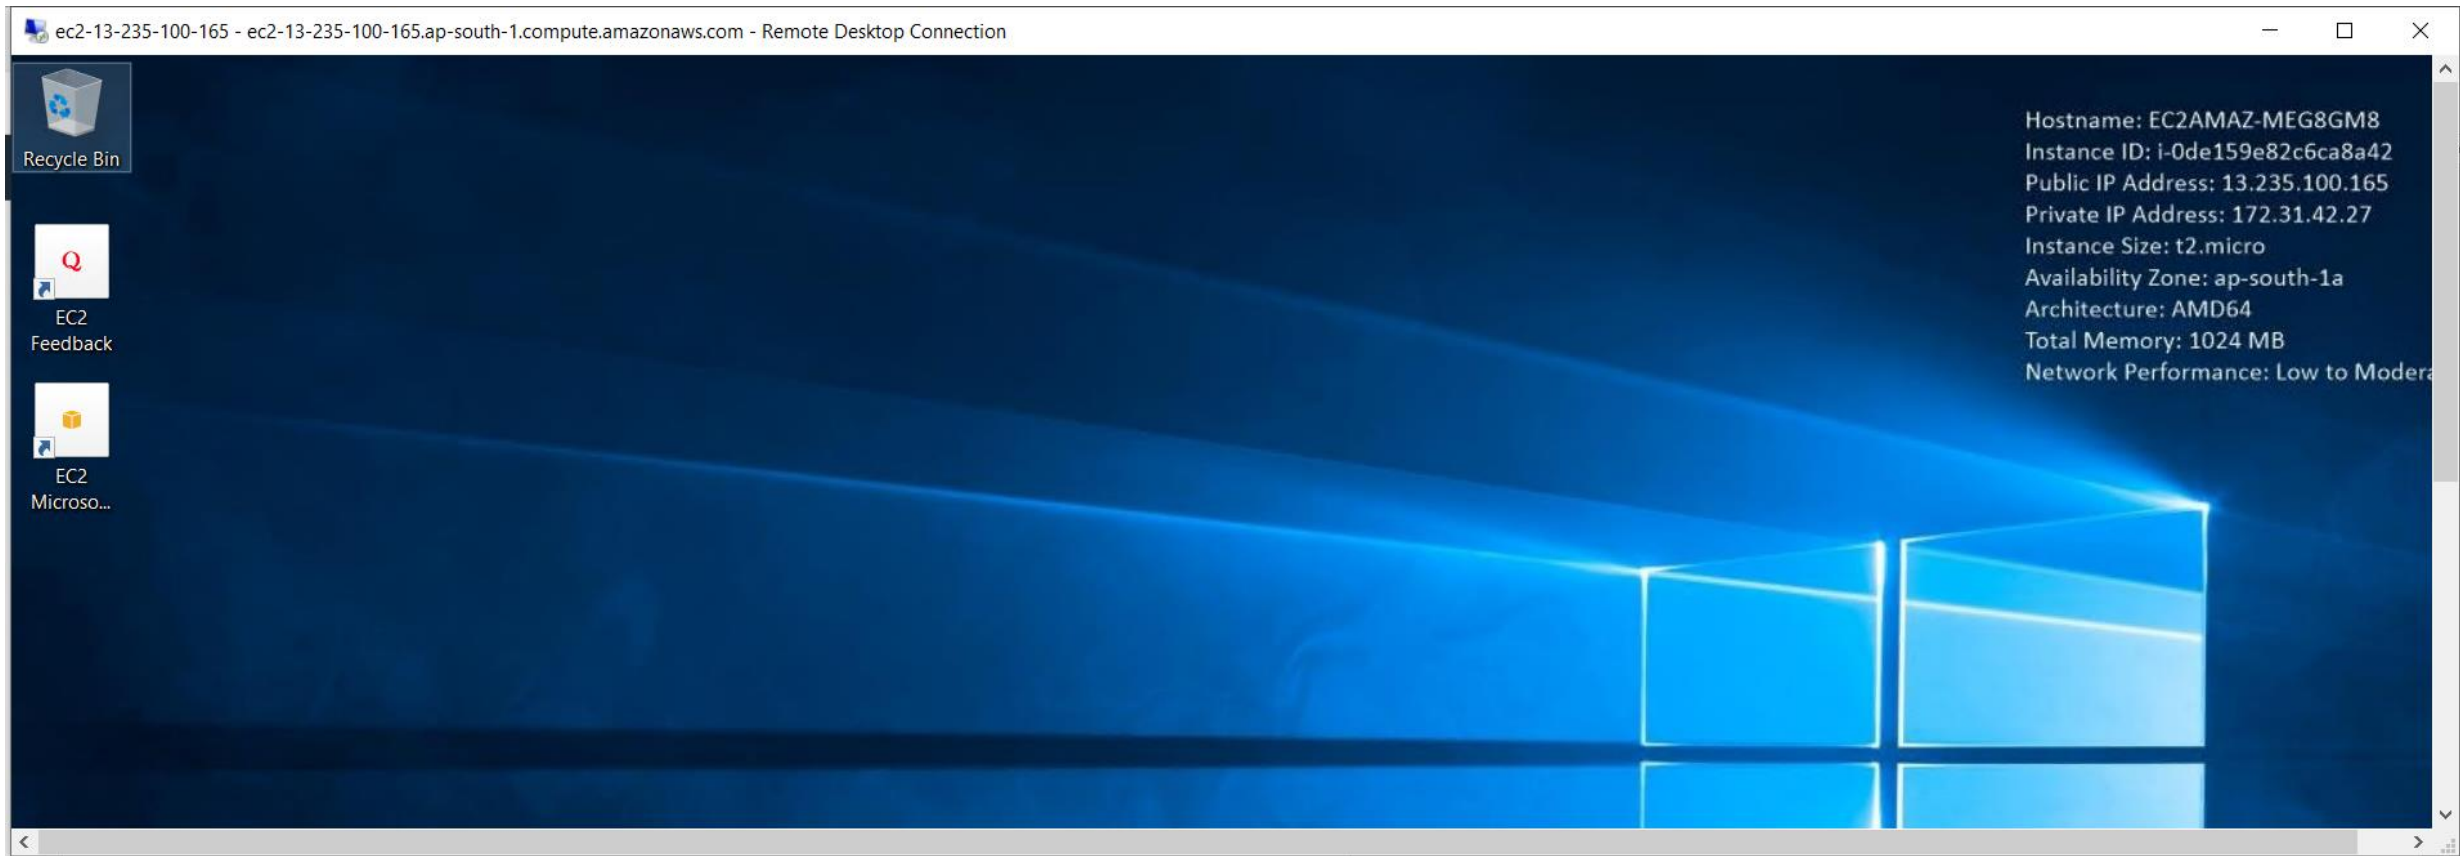 ec2-13-235-100-165 - ec2-13-235-100-165.ap-south-1.compute.amazonaws.com - Remote Desktop Connection
Recycle Bin
EC2
Feedback
EC2
Microso...
Hostname: EC2AMAZ-MEG8GM8
Instance ID: i-0de159e82c6ca8a42
Public IP Address: 13.235.100.165
Private IP Address: 172.31.42.27
Instance Size: t2.micro
Availability Zone: ap-south-1a
Architecture: AMD64
Total Memory: 1024 MB
Network Performance: Low to Modera